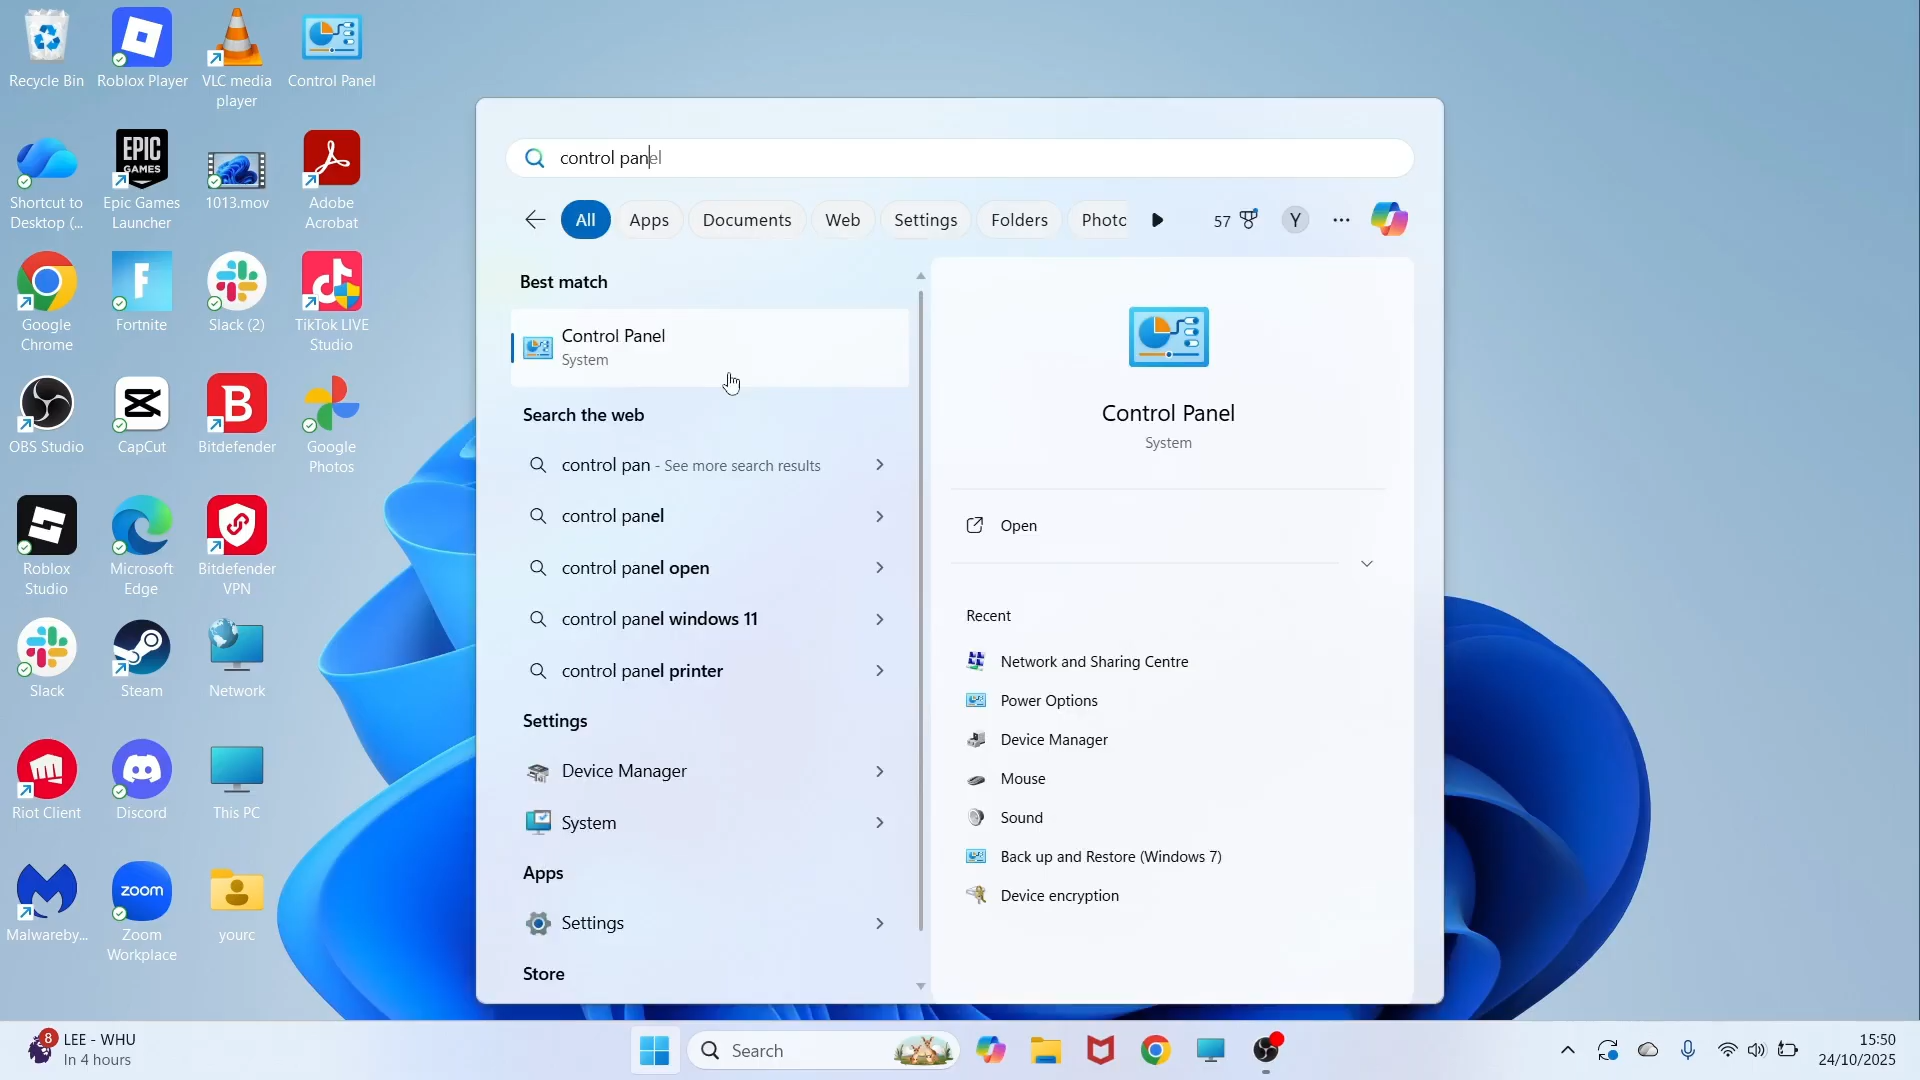 Recycle Bin
Roblox Player
VLC media
player
Control Panel
Shortcut to
Desktop (...
EPIC
GAMES
Epic Games
Launcher
1013.mov
Adobe
Acrobat
Google
Chrome
Fortnite
Slack (2)
TikTok LIVE
Studio
OBS Studio
CapCut
B
Bitdefender
Google
Photos
Roblox
Studio
Microsoft
Edge
Bitdefender
VPN
Slack
Steam
Network
Riot Client
Discord
This PC
Malwareby...
zoom
Zoom
Workplace
yourc
control panel
All
Apps
Documents
Web
Settings
Folders
Photo
57
Y
...
Best match
Control Panel
System
Search the web
control pan - See more search results
control panel
control panel open
control panel windows 11
control panel printer
Settings
Device Manager
System
Apps
Settings
Store
Control Panel
System
Open
Recent
Network and Sharing Centre
Power Options
Device Manager
Mouse
Sound
Back up and Restore (Windows 7)
Device encryption
8
LEE - WHU
In 4 hours
Search
15:50
24/10/2025